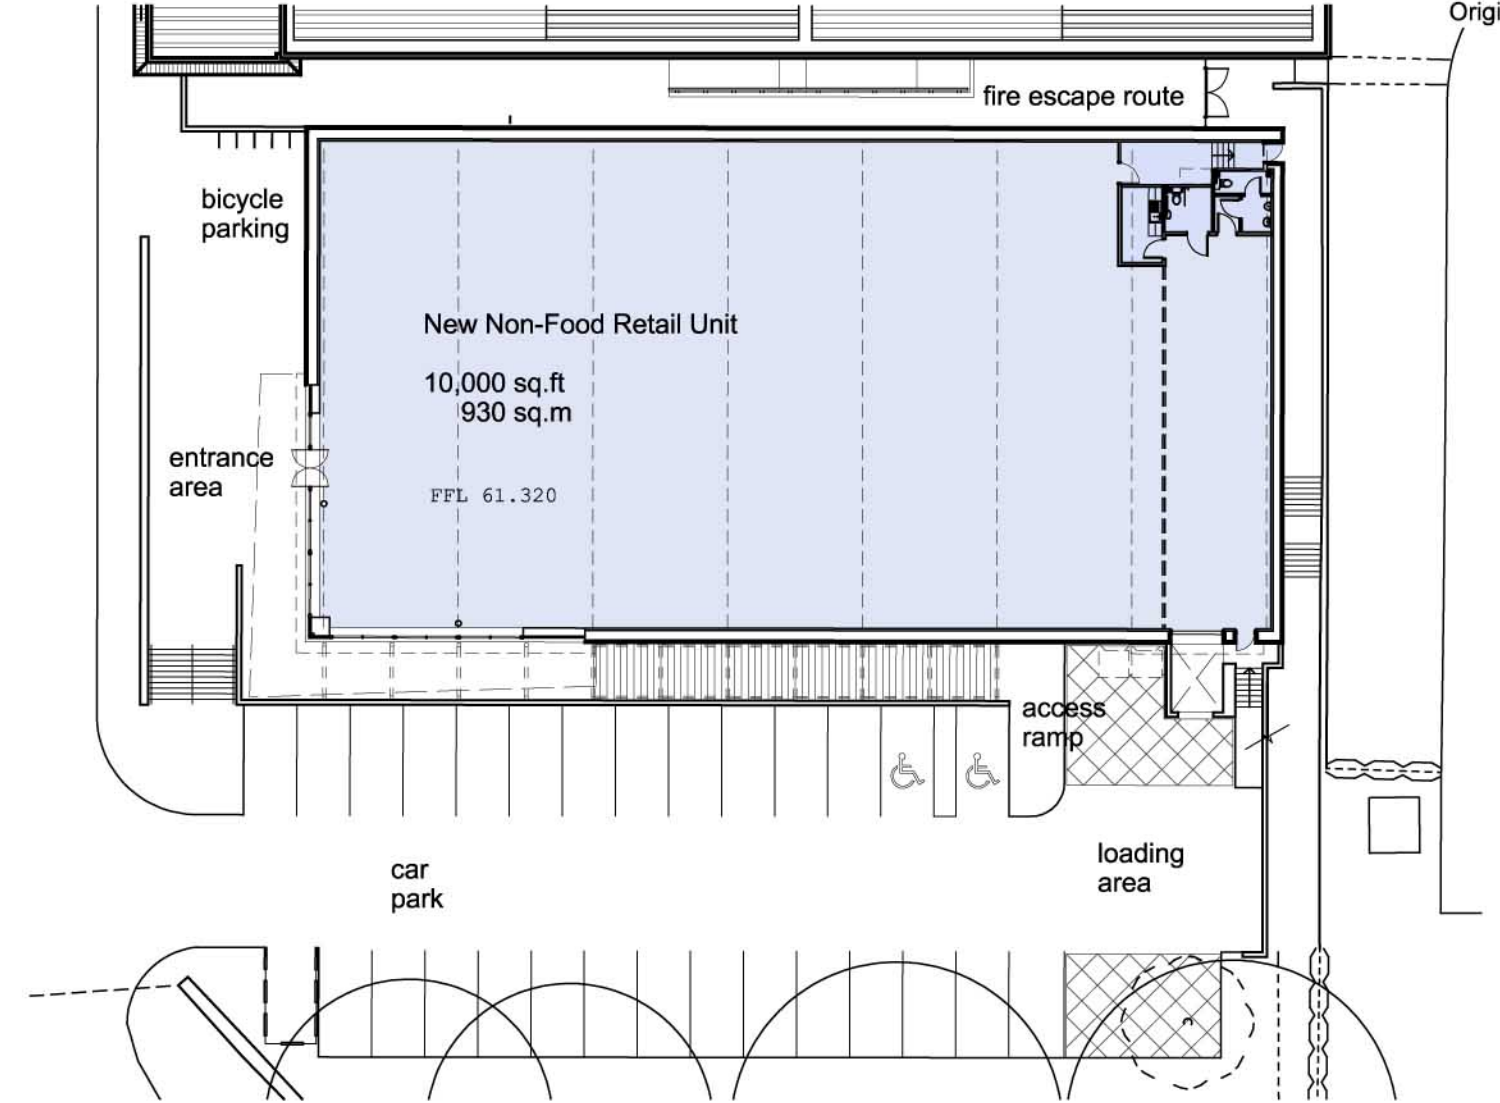 Origi
fire escape route
bicycle
parking
New Non-Food Retail Unit
10,000 sq.ft
930 sq.m
entrance
area
FFL 61.320
access
ramp
loading
area
car
park